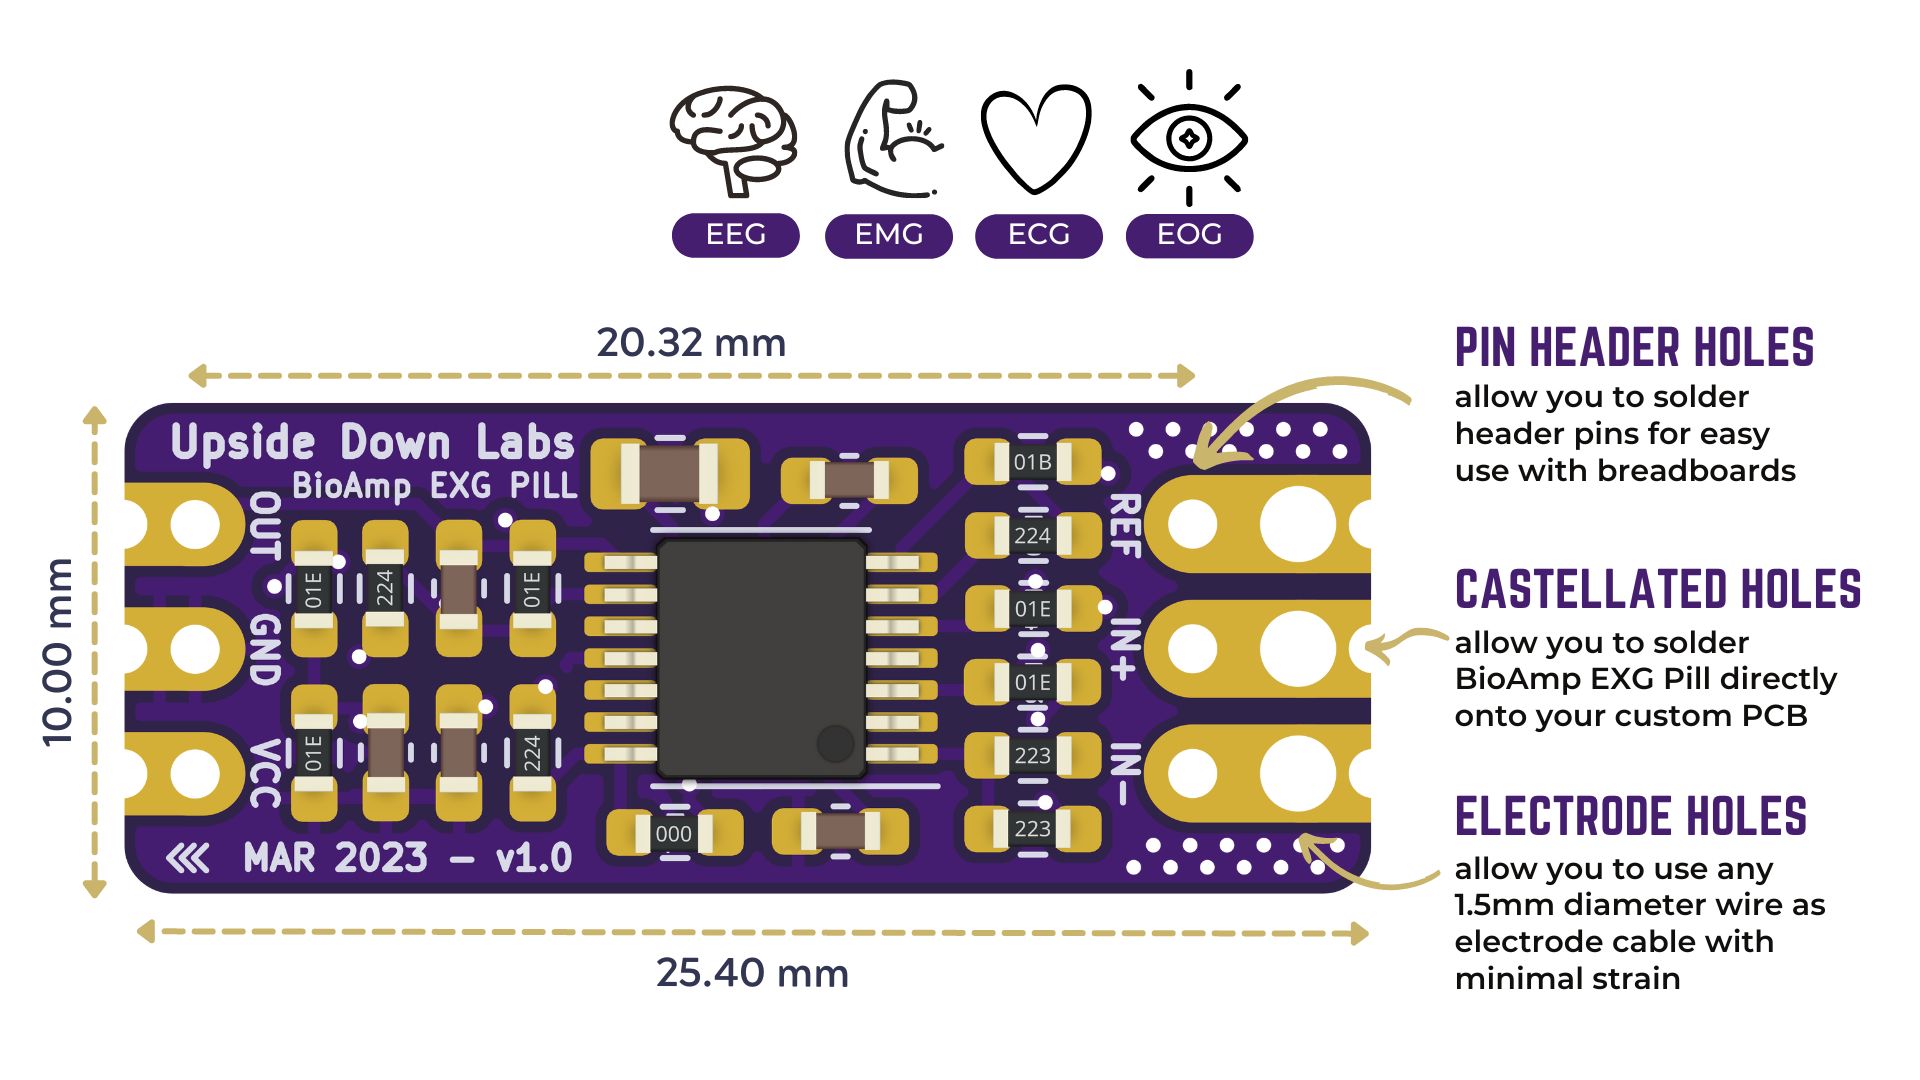 EEG
EMG
ECG
EOG
20.32 mm
10.00 mm
25.40 mm
Upside Down Labs
BioAmp EXG PILL
OUT
GND
VCC
01E
224
01E
01E
224
MAR 2023 – v1.0
000
01B
224
01E
01E
223
223
REF
IN+
IN-
PIN HEADER HOLES
allow you to solder
header pins for easy
use with breadboards
CASTELLATED HOLES
allow you to solder
BioAmp EXG Pill directly
onto your custom PCB
ELECTRODE HOLES
allow you to use any
1.5mm diameter wire as
electrode cable with
minimal strain